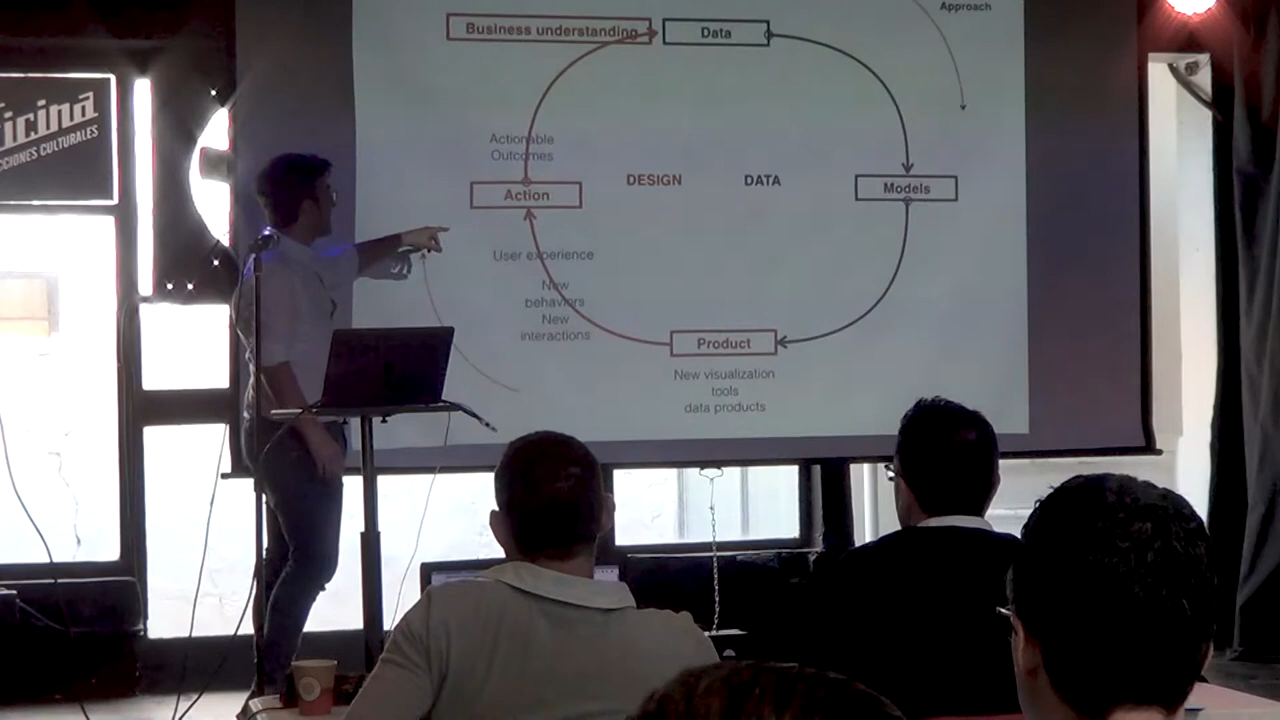 Approach
Business understanding
Data
icina
CCIONES CULTURALES
Actionable
Outcomes
DESIGN
DATA
Action
Models
User experience
New
behaviors
New
interactions
Product
New visualization
tools
data products